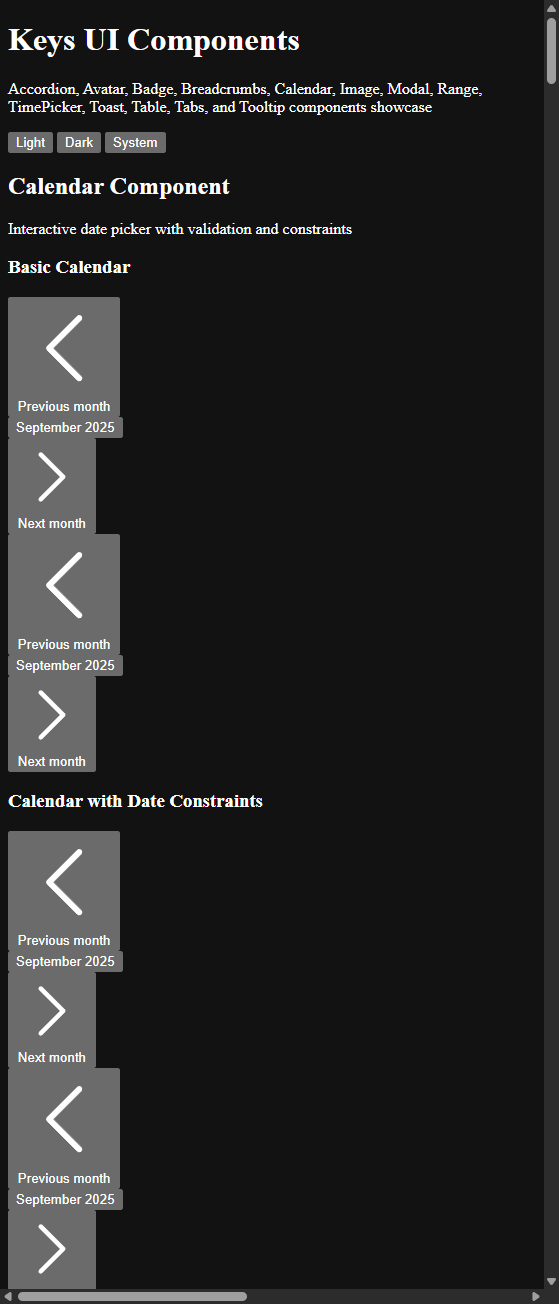 Keys UI Components
Accordion, Avatar, Badge, Breadcrumbs, Calendar, Image, Modal, Range,
TimePicker, Toast, Table, Tabs, and Tooltip components showcase
Light Dark System
Calendar Component
Interactive date picker with validation and constraints
Basic Calendar
Previous month
September 2025
Next month
Previous month
September 2025
Next month
Calendar with Date Constraints
Previous month
September 2025
Next month
Previous month
September 2025